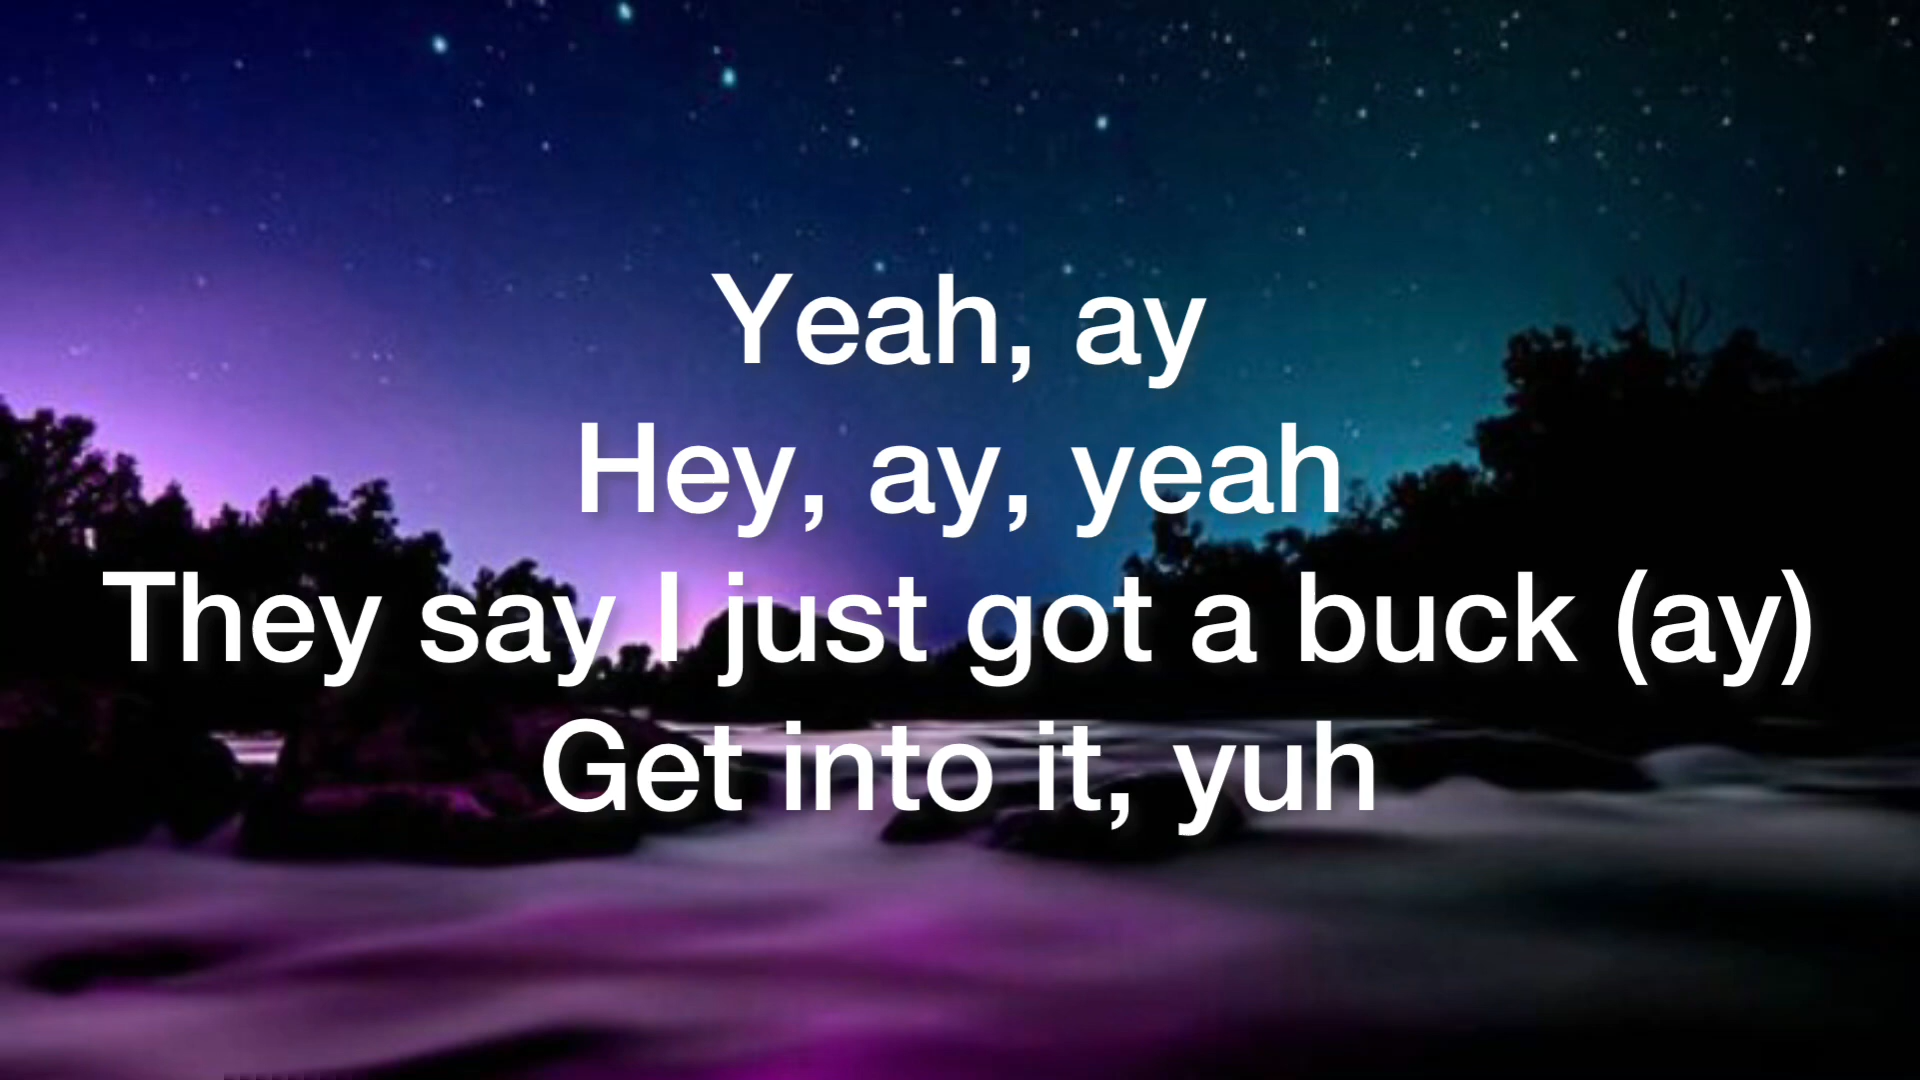 Yeah, ay
Hey, ay, yeah
They say I just got a buck (ay)
Get into it, yuh